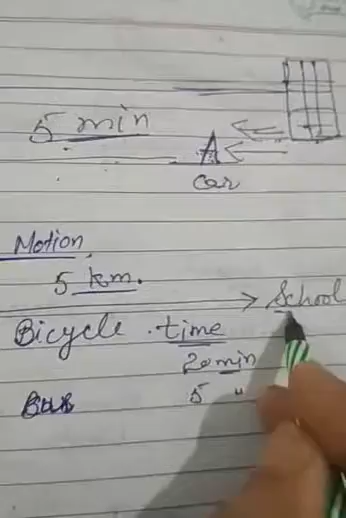 5 min
A
car
Motion
5 km.
School
Bicycle . time
20 min
Bus 5 "